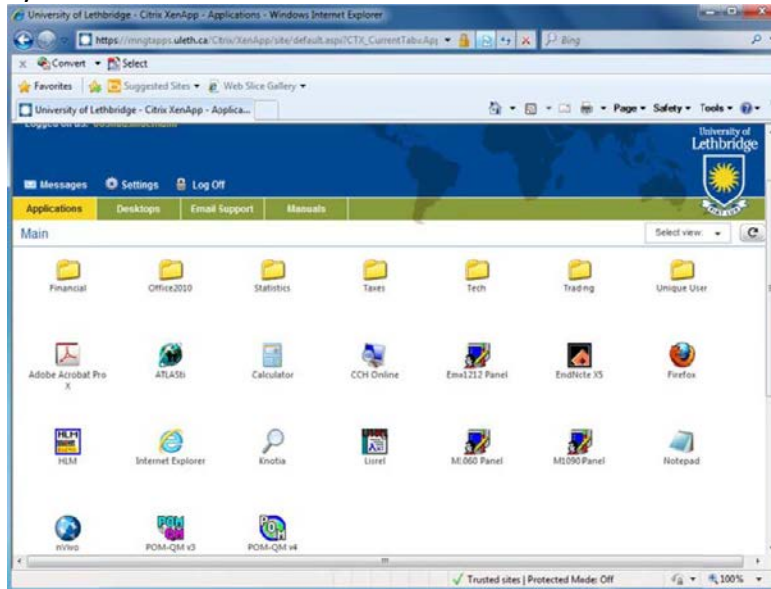 University of Lethbridge - Citrix XenApp - Applications - Windows Internet Explorer
Bing
x Convert Select
Favorites Suggested Sites Web Slice Gallery
University of Lethbridge - Citrix XenApp - Applica...
Page Safety Tools
Logged on as:
University of
Lethbridge
Messages Settings Log Off
Applications Desktops Email Support Manuals
Main Select view:
Financial Office2010 Statistics Taxes Tech Trading Unique User
Adobe Acrobat Pro X ATLASti Calculator CCH Online Emx1212 Panel EndNote X5 Firefox
HLM Internet Explorer Knotia Lisrel M1060 Panel M1090 Panel Notepad
nVivo POM-QM v3 POM-QM v4
Trusted sites | Protected Mode: Off 100%